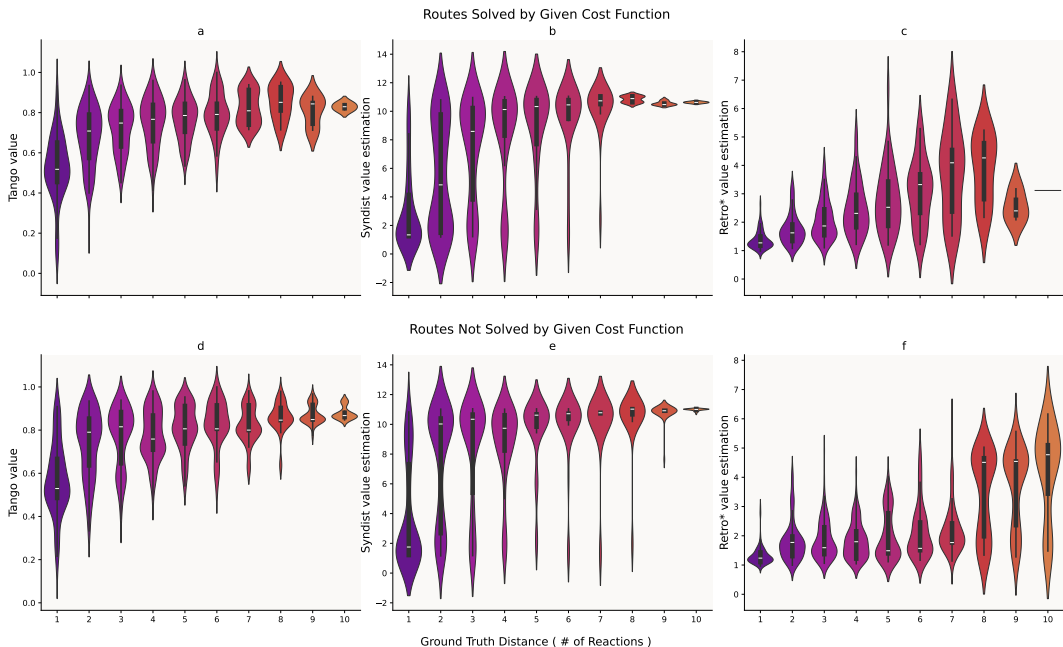 Routes Solved by Given Cost Function
a
b
c
Tango value
1.0
0.8
0.6
0.4
0.2
0.0
Syndist value estimation
14
12
10
8
6
4
2
0
−2
Retro* value estimation
8
7
6
5
4
3
2
1
0
Routes Not Solved by Given Cost Function
d
e
f
Tango value
1.0
0.8
0.6
0.4
0.2
0.0
Syndist value estimation
14
12
10
8
6
4
2
0
−2
Retro* value estimation
8
7
6
5
4
3
2
1
0
1 2 3 4 5 6 7 8 9 10
1 2 3 4 5 6 7 8 9 10
1 2 3 4 5 6 7 8 9 10
Ground Truth Distance ( # of Reactions )